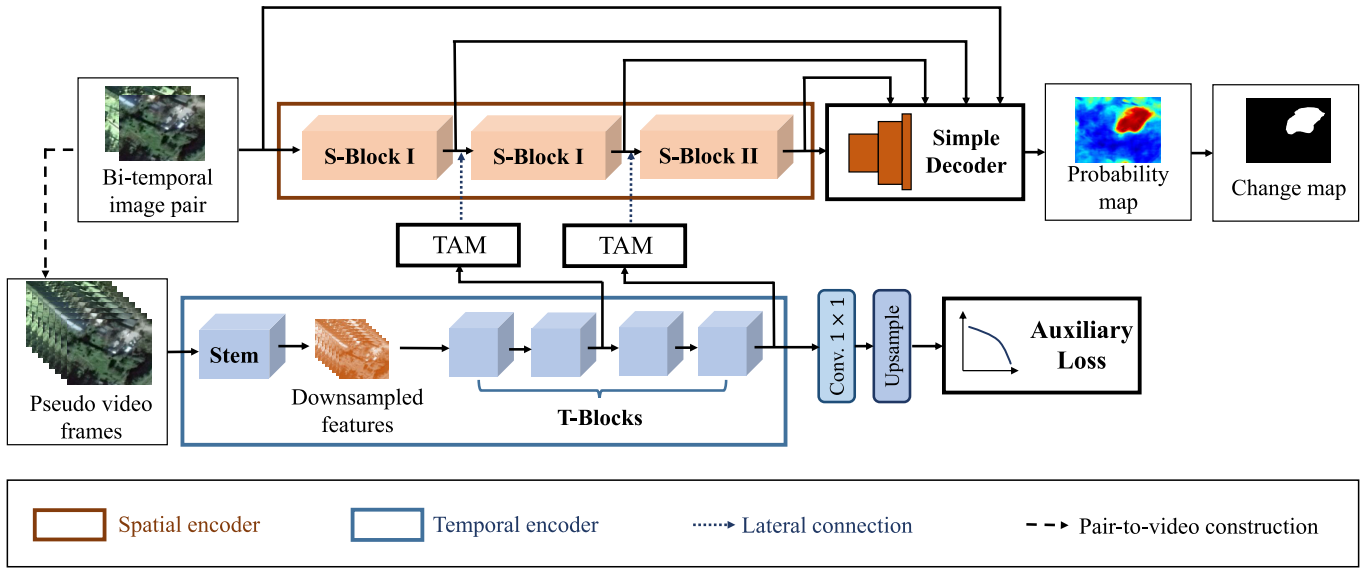 Bi-temporal
image pair
S-Block I
S-Block I
S-Block II
Simple
Decoder
Probability
map
Change map
TAM
TAM
Pseudo video
frames
Stem
Downsampled
features
T-Blocks
Conv. 1 × 1
Upsample
Auxiliary
Loss
Spatial encoder
Temporal encoder
Lateral connection
Pair-to-video construction